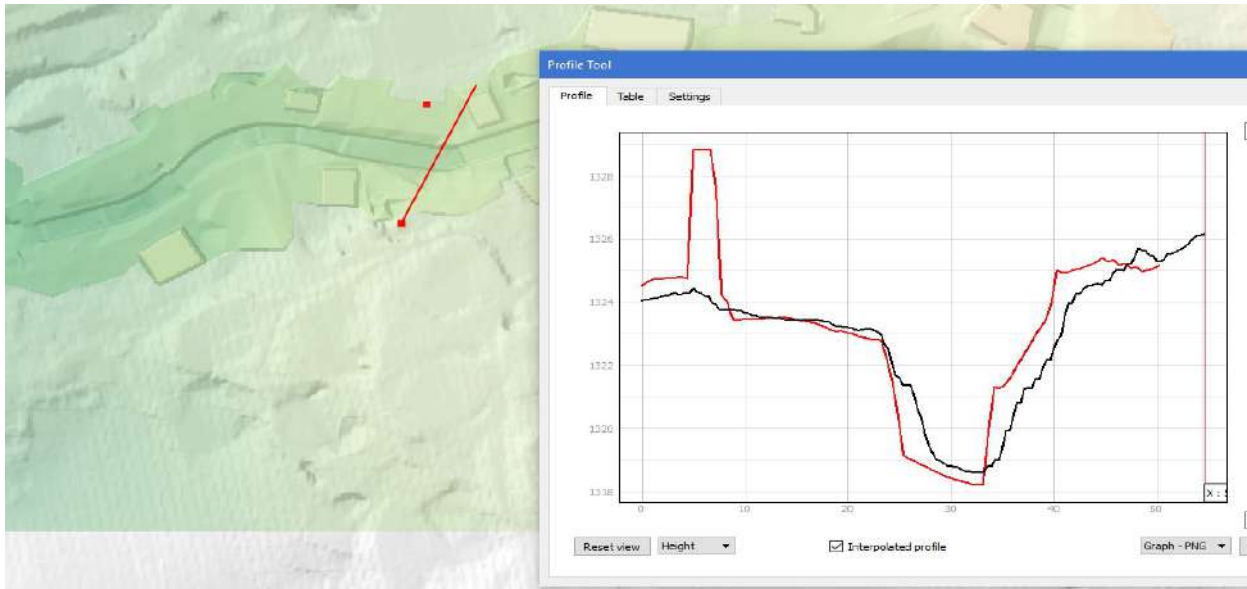 Profile Tool
Profile Table Settings
1328
1326
1324
1322
1320
1318
0 10 20 30 40 50
X :
Reset view Height Interpolated profile Graph - PNG